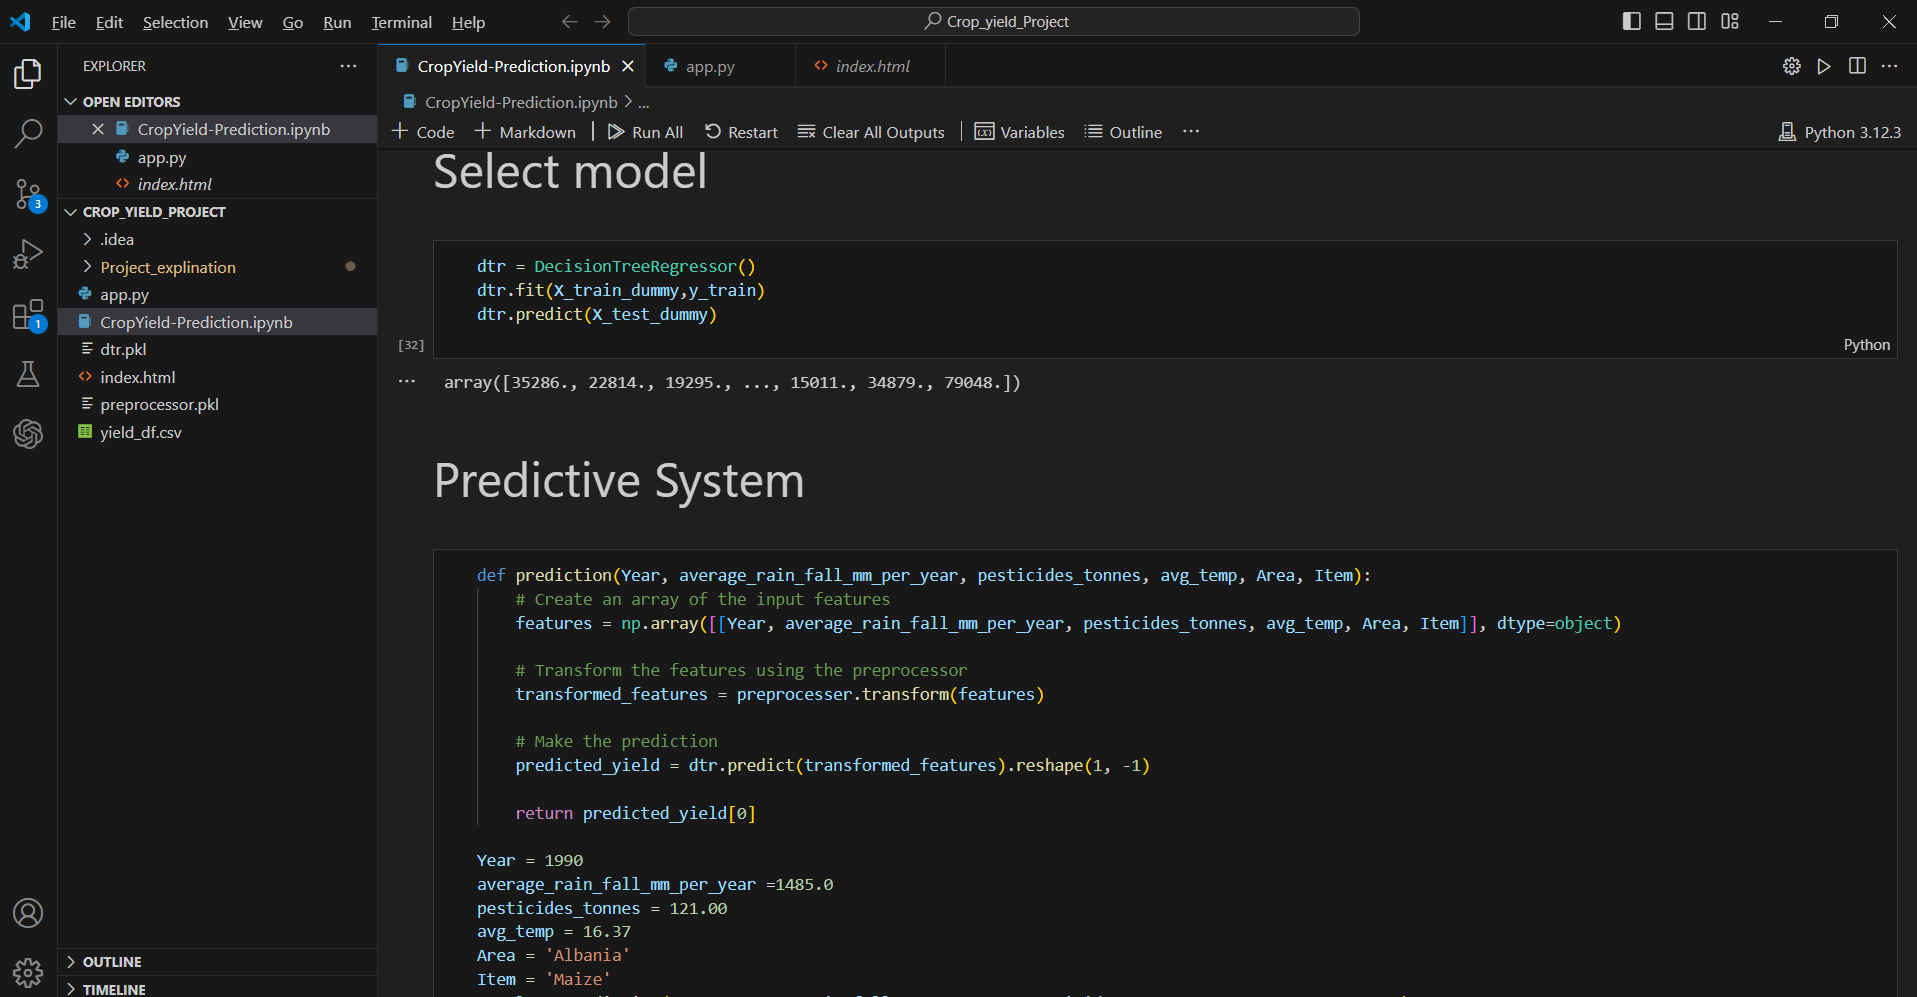 File Edit Selection View Go Run Terminal Help
Crop_yield_Project
EXPLORER
OPEN EDITORS
CropYield-Prediction.ipynb
app.py
index.html
CROP_YIELD_PROJECT
.idea
Project_explination
app.py
CropYield-Prediction.ipynb
dtr.pkl
index.html
preprocessor.pkl
yield_df.csv
OUTLINE
TIMELINE
3
1
CropYield-Prediction.ipynb app.py index.html
CropYield-Prediction.ipynb > ...
+ Code + Markdown | Run All Restart Clear All Outputs | Variables Outline ... Python 3.12.3
Select model
dtr = DecisionTreeRegressor()
dtr.fit(X_train_dummy,y_train)
dtr.predict(X_test_dummy)
[32]
Python
... array([35286., 22814., 19295., ..., 15011., 34879., 79048.])
Predictive System
def prediction(Year, average_rain_fall_mm_per_year, pesticides_tonnes, avg_temp, Area, Item):
# Create an array of the input features
features = np.array([[Year, average_rain_fall_mm_per_year, pesticides_tonnes, avg_temp, Area, Item]], dtype=object)
# Transform the features using the preprocessor
transformed_features = preprocesser.transform(features)
# Make the prediction
predicted_yield = dtr.predict(transformed_features).reshape(1, -1)
return predicted_yield[0]
Year = 1990
average_rain_fall_mm_per_year =1485.0
pesticides_tonnes = 121.00
avg_temp = 16.37
Area = 'Albania'
Item = 'Maize'